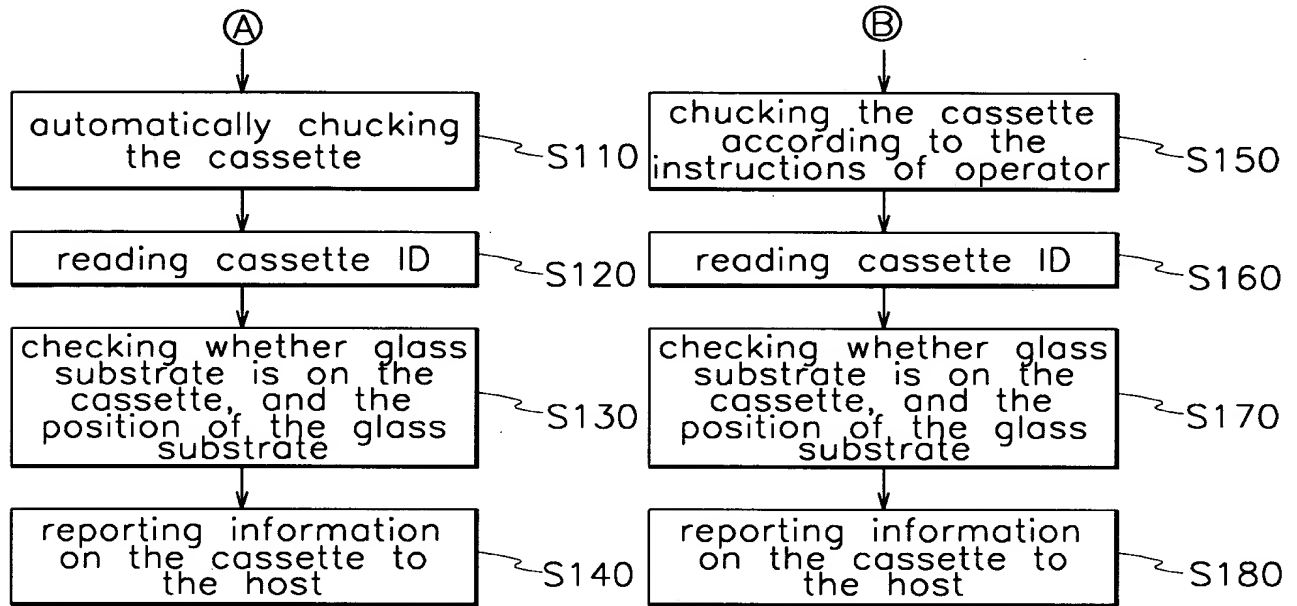 A
automatically chucking
the cassette
S110
reading cassette ID
S120
checking whether glass
substrate is on the
cassette, and the
position of the glass
substrate
S130
reporting information
on the cassette to
the host
S140
B
chucking the cassette
according to the
instructions of operator
S150
reading cassette ID
S160
checking whether glass
substrate is on the
cassette, and the
position of the glass
substrate
S170
reporting information
on the cassette to
the host
S180